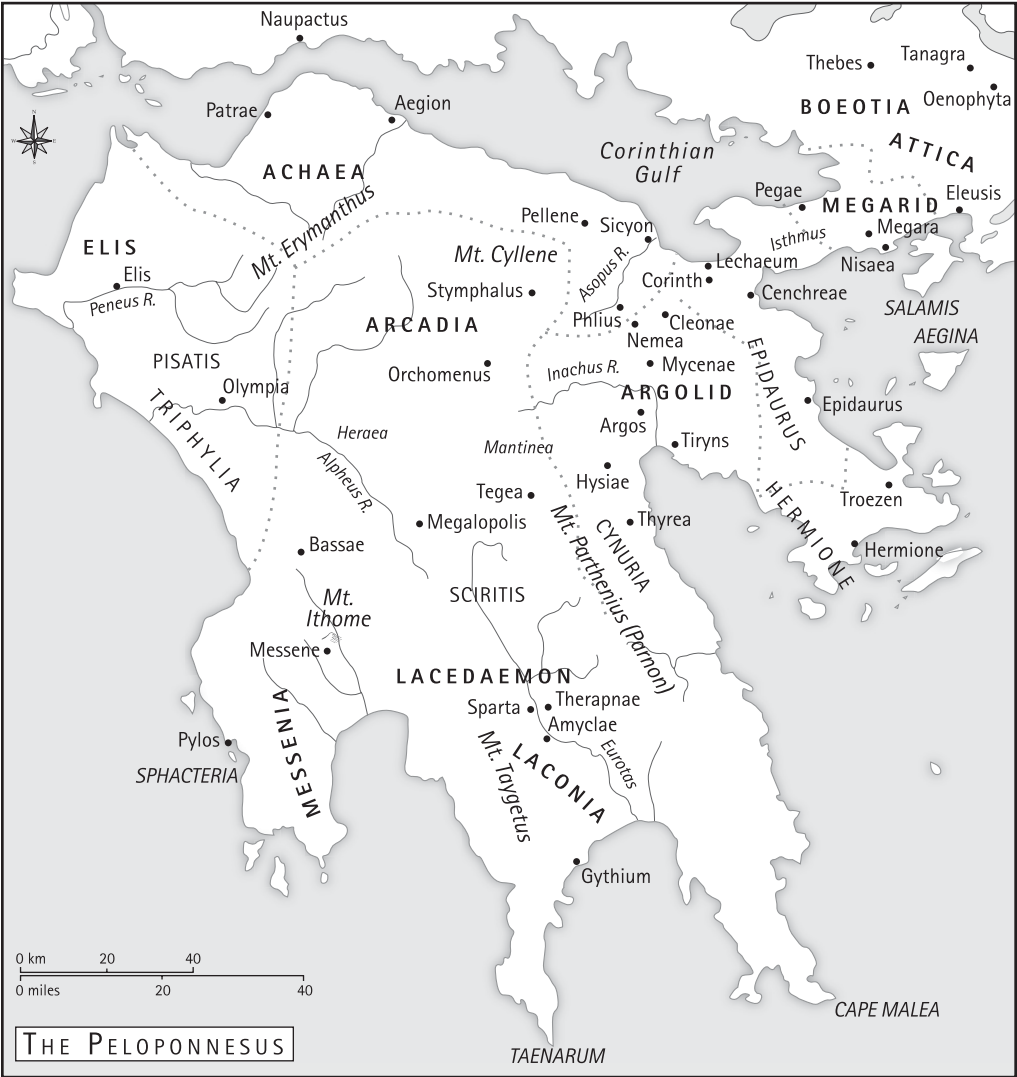 Naupactus
Thebes
Tanagra
Oenophyta
BOEOTIA
ATTICA
Patrae
Aegion
N
W E
S
ACHAEA
Corinthian
Gulf
Pegae
MEGARID
Eleusis
Megara
Isthmus
Nisaea
Mt. Erymanthus
Pellene
Sicyon
ELIS
Elis
Peneus R.
Mt. Cyllene
Asopus R.
Lechaeum
Corinth
Cenchreae
SALAMIS
AEGINA
Stymphalus
ARCADIA
Phlius
Cleonae
Nemea
PISATIS
Orchomenus
Inachus R.
Mycenae
EPIDAURUS
Olympia
ARGOLID
Epidaurus
TRIPHYLIA
Argos
Heraea
Mantinea
Tiryns
Alpheus R.
Hysiae
Tegea
Troezen
HERMIONE
Megalopolis
Thyrea
Mt. Parthenius (Parnon)
CYNURIA
Bassae
Hermione
SCIRITIS
Mt.
Ithome
Messene
LACEDAEMON
Therapnae
Sparta
Amyclae
MESSENIA
Pylos
SPHACTERIA
Mt. Taygetus
LACONIA
Eurotas
Gythium
0 km 20 40
0 miles 20 40
CAPE MALEA
THE PELOPONNESUS
TAENARUM